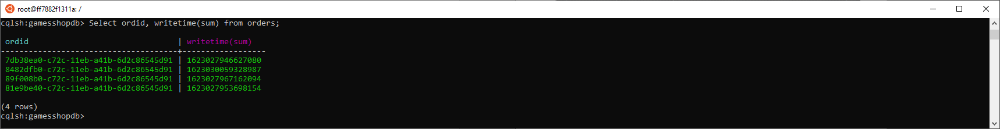 root@ff7882f1311a: /
cqlsh:gamesshopdb> Select ordid, writetime(sum) from orders;
ordid | writetime(sum)
--------------------------------------+------------------
7db38ea0-c72c-11eb-a41b-6d2c86545d91 | 1623027946627080
8482dfb0-c72c-11eb-a41b-6d2c86545d91 | 1623030059328987
89f008b0-c72c-11eb-a41b-6d2c86545d91 | 1623027967162094
81e9be40-c72c-11eb-a41b-6d2c86545d91 | 1623027953698154
(4 rows)
cqlsh:gamesshopdb>